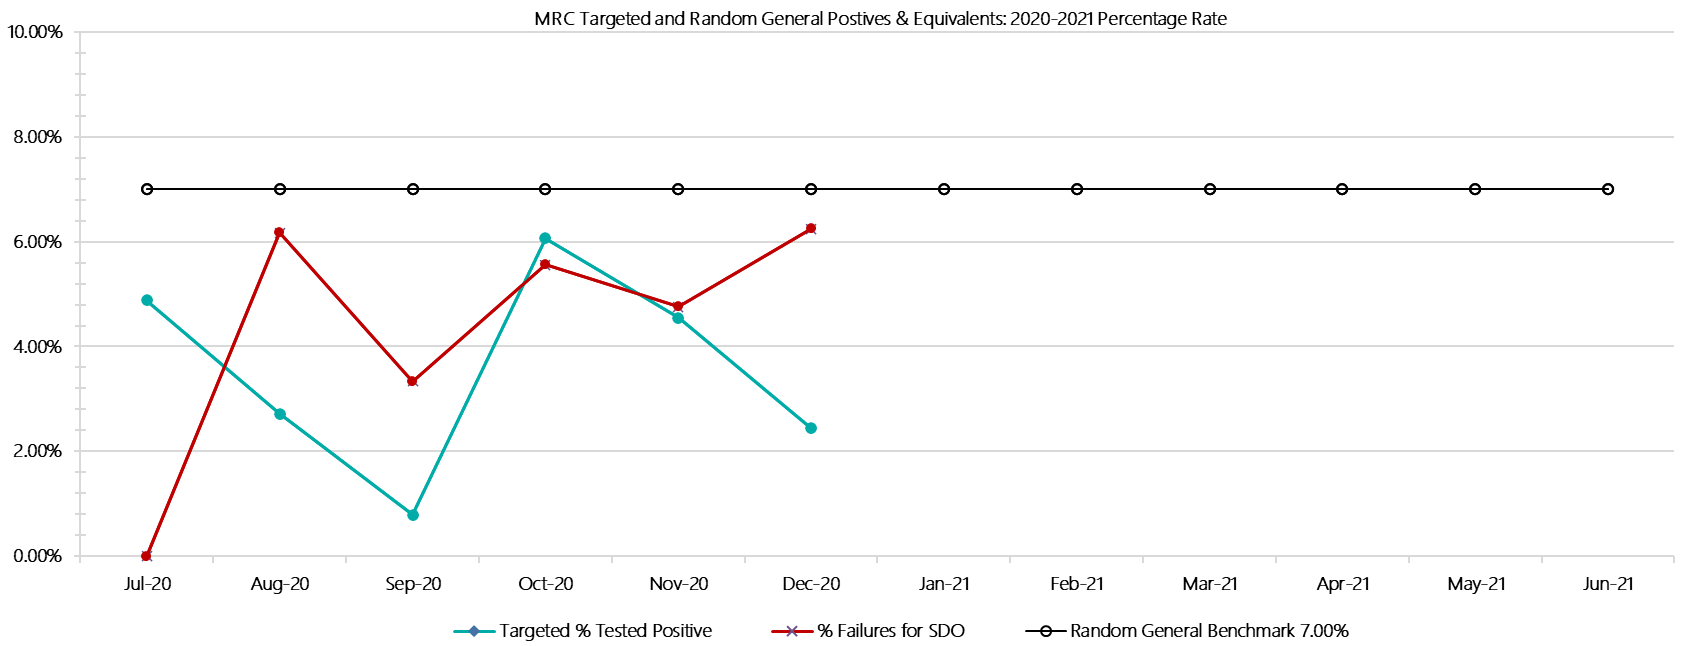 MRC Targeted and Random General Postives & Equivalents: 2020-2021 Percentage Rate
10.00%
8.00%
6.00%
4.00%
2.00%
0.00%
Jul-20 Aug-20 Sep-20 Oct-20 Nov-20 Dec-20 Jan-21 Feb-21 Mar-21 Apr-21 May-21 Jun-21
Targeted % Tested Positive % Failures for SDO Random General Benchmark 7.00%